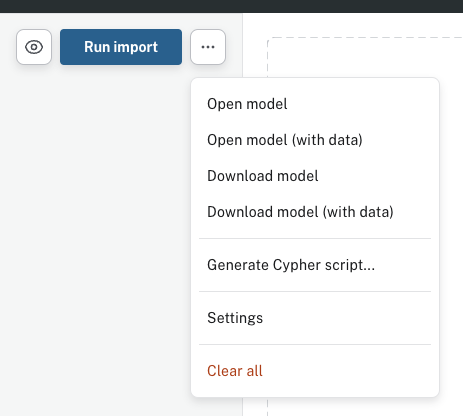 Run import
Open model
Open model (with data)
Download model
Download model (with data)
Generate Cypher script...
Settings
Clear all